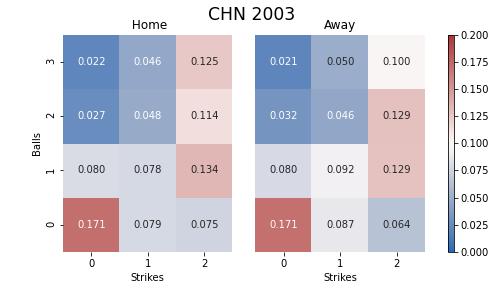 CHN 2003
Home Away
3 0.022 0.046 0.125 0.021 0.050 0.100 0.200
0.175
2 0.027 0.048 0.114 0.032 0.046 0.129 0.150
0.125
Balls 0.100
1 0.080 0.078 0.134 0.080 0.092 0.129 0.075
0.050
0 0.171 0.079 0.075 0.171 0.087 0.064 0.025
0.000
0 1 2 0 1 2
Strikes Strikes